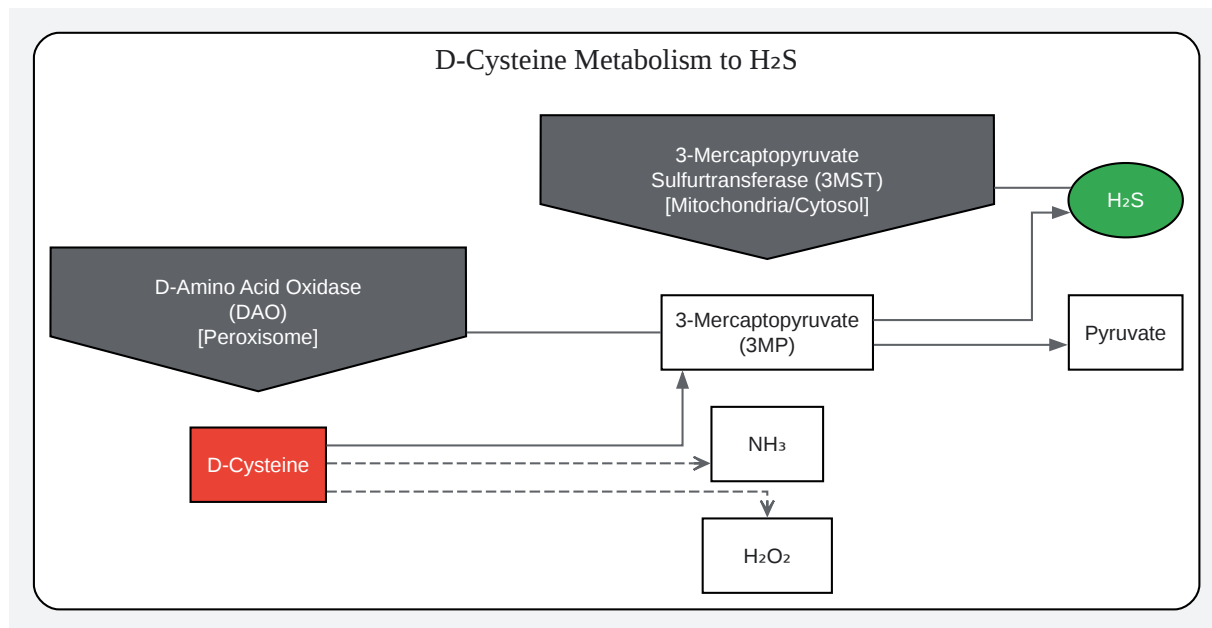 D-Cysteine Metabolism to H₂S
3-Mercaptopyruvate
Sulfurtransferase (3MST)
[Mitochondria/Cytosol]
H₂S
D-Amino Acid Oxidase
(DAO)
[Peroxisome]
3-Mercaptopyruvate
(3MP)
Pyruvate
D-Cysteine
NH₃
H₂O₂